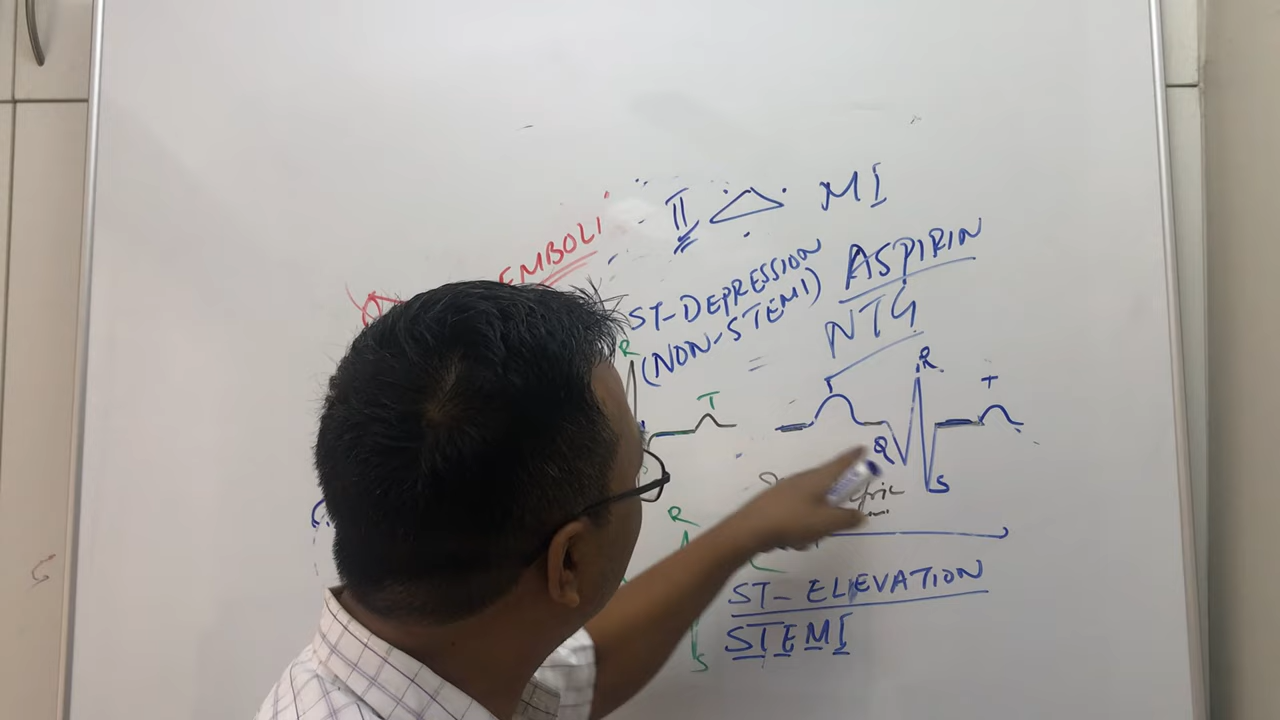 II △ MI
EMBOLI
ST-DEPRESSION
(NON-STEMI)
ASPIRIN
NTG
R
T
R
T
Q
S
R
S
ST-ELEVATION
STEMI